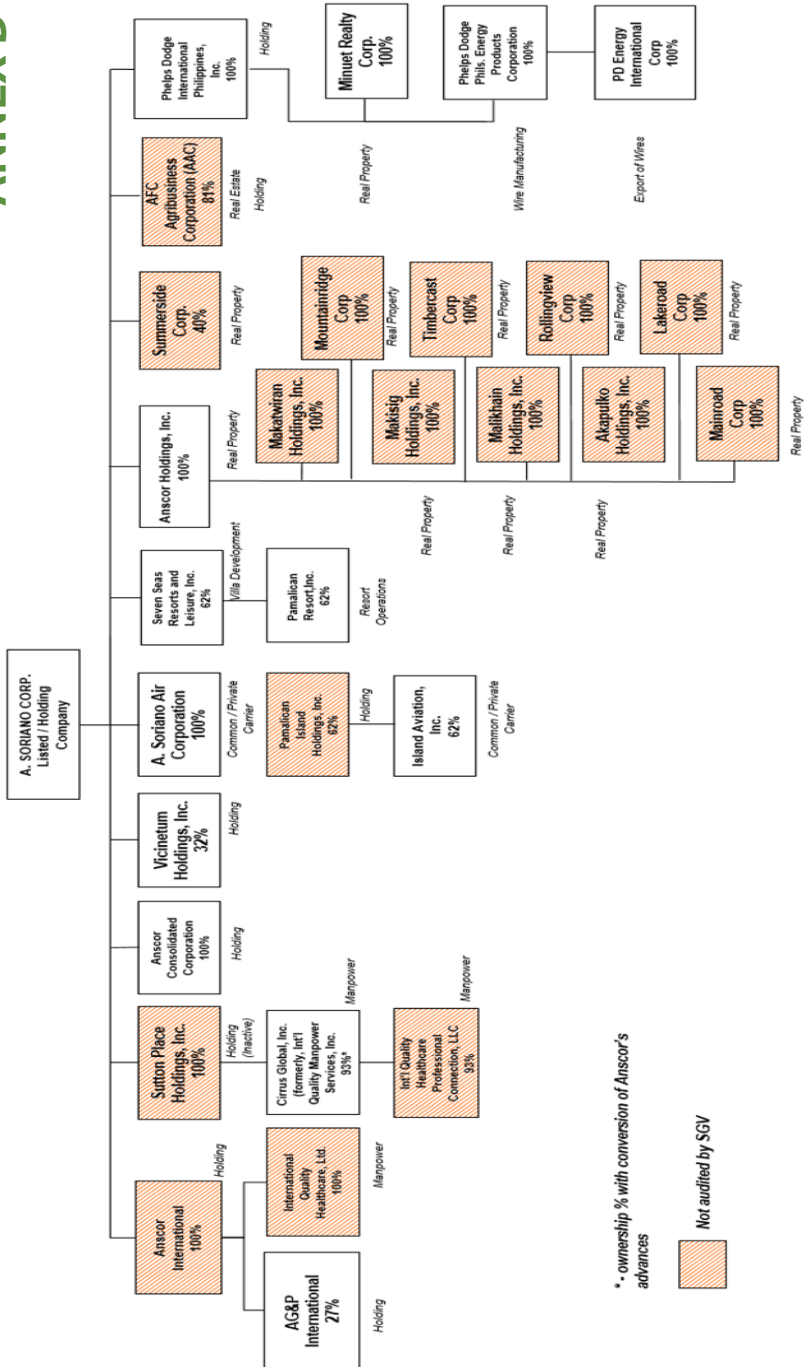 ANNEX B
A. SORIANO CORP.
Listed / Holding
Company
Anscor
International
100%
Holding
AG&P
International
27%
Holding
International
Quality
Healthcare, Ltd.
100%
Manpower
Sutton Place
Holdings, Inc.
100%
Holding
(Inactive)
Cirrus Global, Inc.
(formerly, Int'l
Quality Manpower
Services, Inc.
93%*
Manpower
Int'l Quality
Healthcare
Professional
Connection, LLC
93%
Manpower
Anscor
Consolidated
Corporation
100%
Holding
Vicinetum
Holdings, Inc.
32%
Holding
A. Soriano Air
Corporation
100%
Common / Private
Carrier
Pamalican
Island
Holdings, Inc.
62%
Holding
Island Aviation,
Inc.
62%
Common / Private
Carrier
Seven Seas
Resorts and
Leisure, Inc.
62%
Villa Development
Pamalican
Resort,Inc.
62%
Resort
Operations
Anscor Holdings, Inc.
100%
Real Property
Makatwiran
Holdings, Inc.
100%
Real Property
Mountainridge
Corp
100%
Real Property
Makisig
Holdings, Inc.
100%
Real Property
Timbercast
Corp
100%
Real Property
Malikhain
Holdings, Inc.
100%
Real Property
Rollingview
Corp
100%
Real Property
Akapulko
Holdings, Inc.
100%
Lakeroad
Corp
100%
Real Property
Mainroad
Corp
100%
Real Property
Summerside
Corp.
40%
Real Property
AFC
Agribusiness
Corporation (AAC)
81%
Real Estate
Holding
Phelps Dodge
International
Philippines,
Inc.
100%
Holding
Minuet Realty
Corp.
100%
Real Property
Phelps Dodge
Phils. Energy
Products
Corporation
100%
Wire Manufacturing
PD Energy
International
Corp
100%
Export of Wires
* - ownership % with conversion of Anscor's
advances
Not audited by SGV